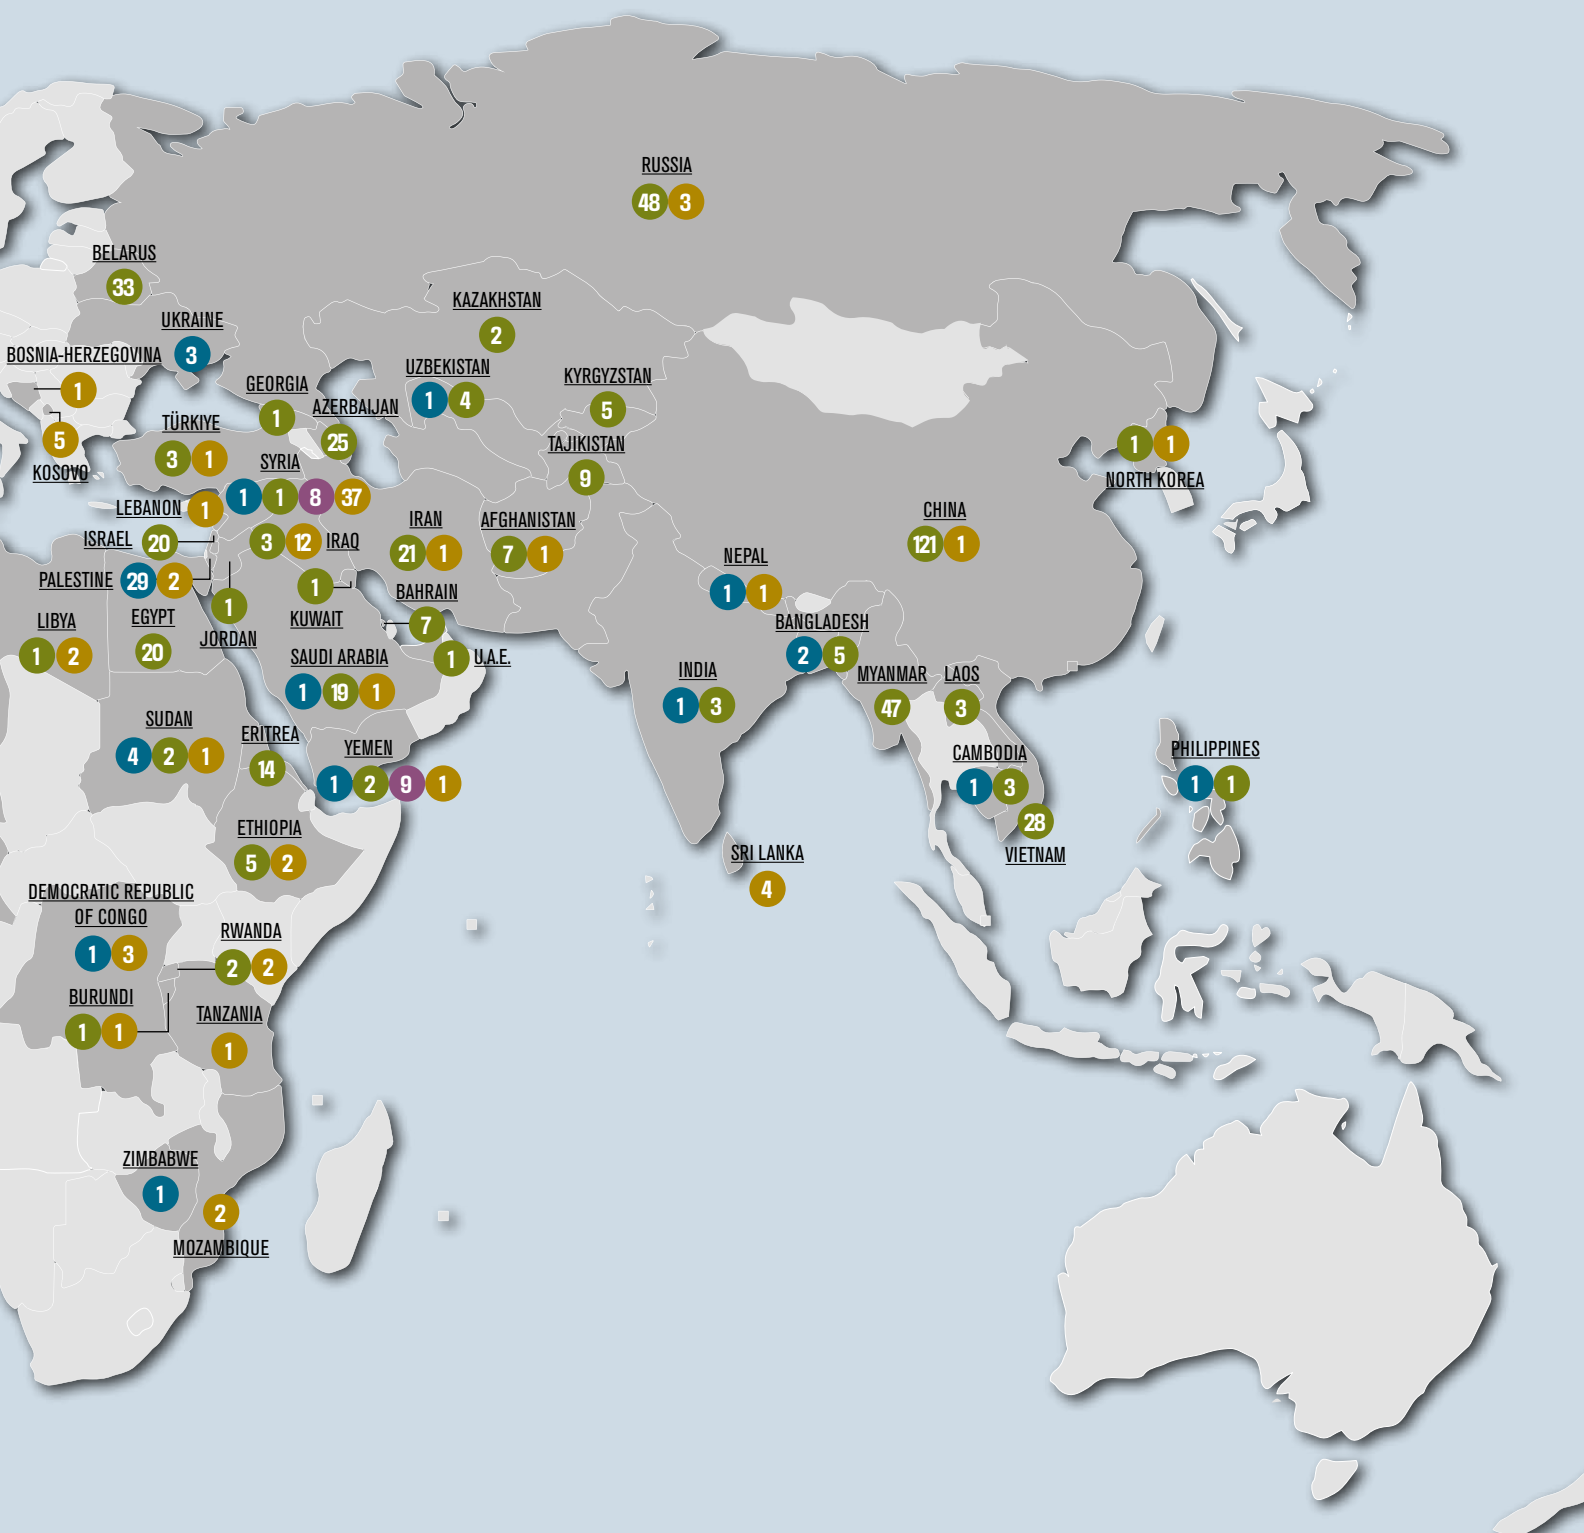 RUSSIA
48 3
BELARUS
33
KAZAKHSTAN
2
UKRAINE
3
BOSNIA-HERZEGOVINA
1
UZBEKISTAN
1 4
KYRGYZSTAN
5
GEORGIA
1
AZERBAIJAN
25
TÜRKIYE
3 1
KOSOVO
5
TAJIKISTAN
9
NORTH KOREA
1 1
SYRIA
1 1 8 37
LEBANON 1
ISRAEL 20
3 12 IRAQ
IRAN
21 1
AFGHANISTAN
7 1
CHINA
121 1
PALESTINE 29 2
NEPAL
1 1
1
KUWAIT
BAHRAIN
7
LIBYA
1 2
EGYPT
20
1
JORDAN
BANGLADESH
2 5
SAUDI ARABIA
1 19 1
1 U.A.E.
INDIA
1 3
MYANMAR
47
LAOS
3
SUDAN
4 2 1
ERITREA
14
YEMEN
1 2 9 1
CAMBODIA
1 3
PHILIPPINES
1 1
28
VIETNAM
ETHIOPIA
5 2
SRI LANKA
4
DEMOCRATIC REPUBLIC
OF CONGO
1 3
RWANDA
2 2
BURUNDI
1 1
TANZANIA
1
ZIMBABWE
1
2
MOZAMBIQUE